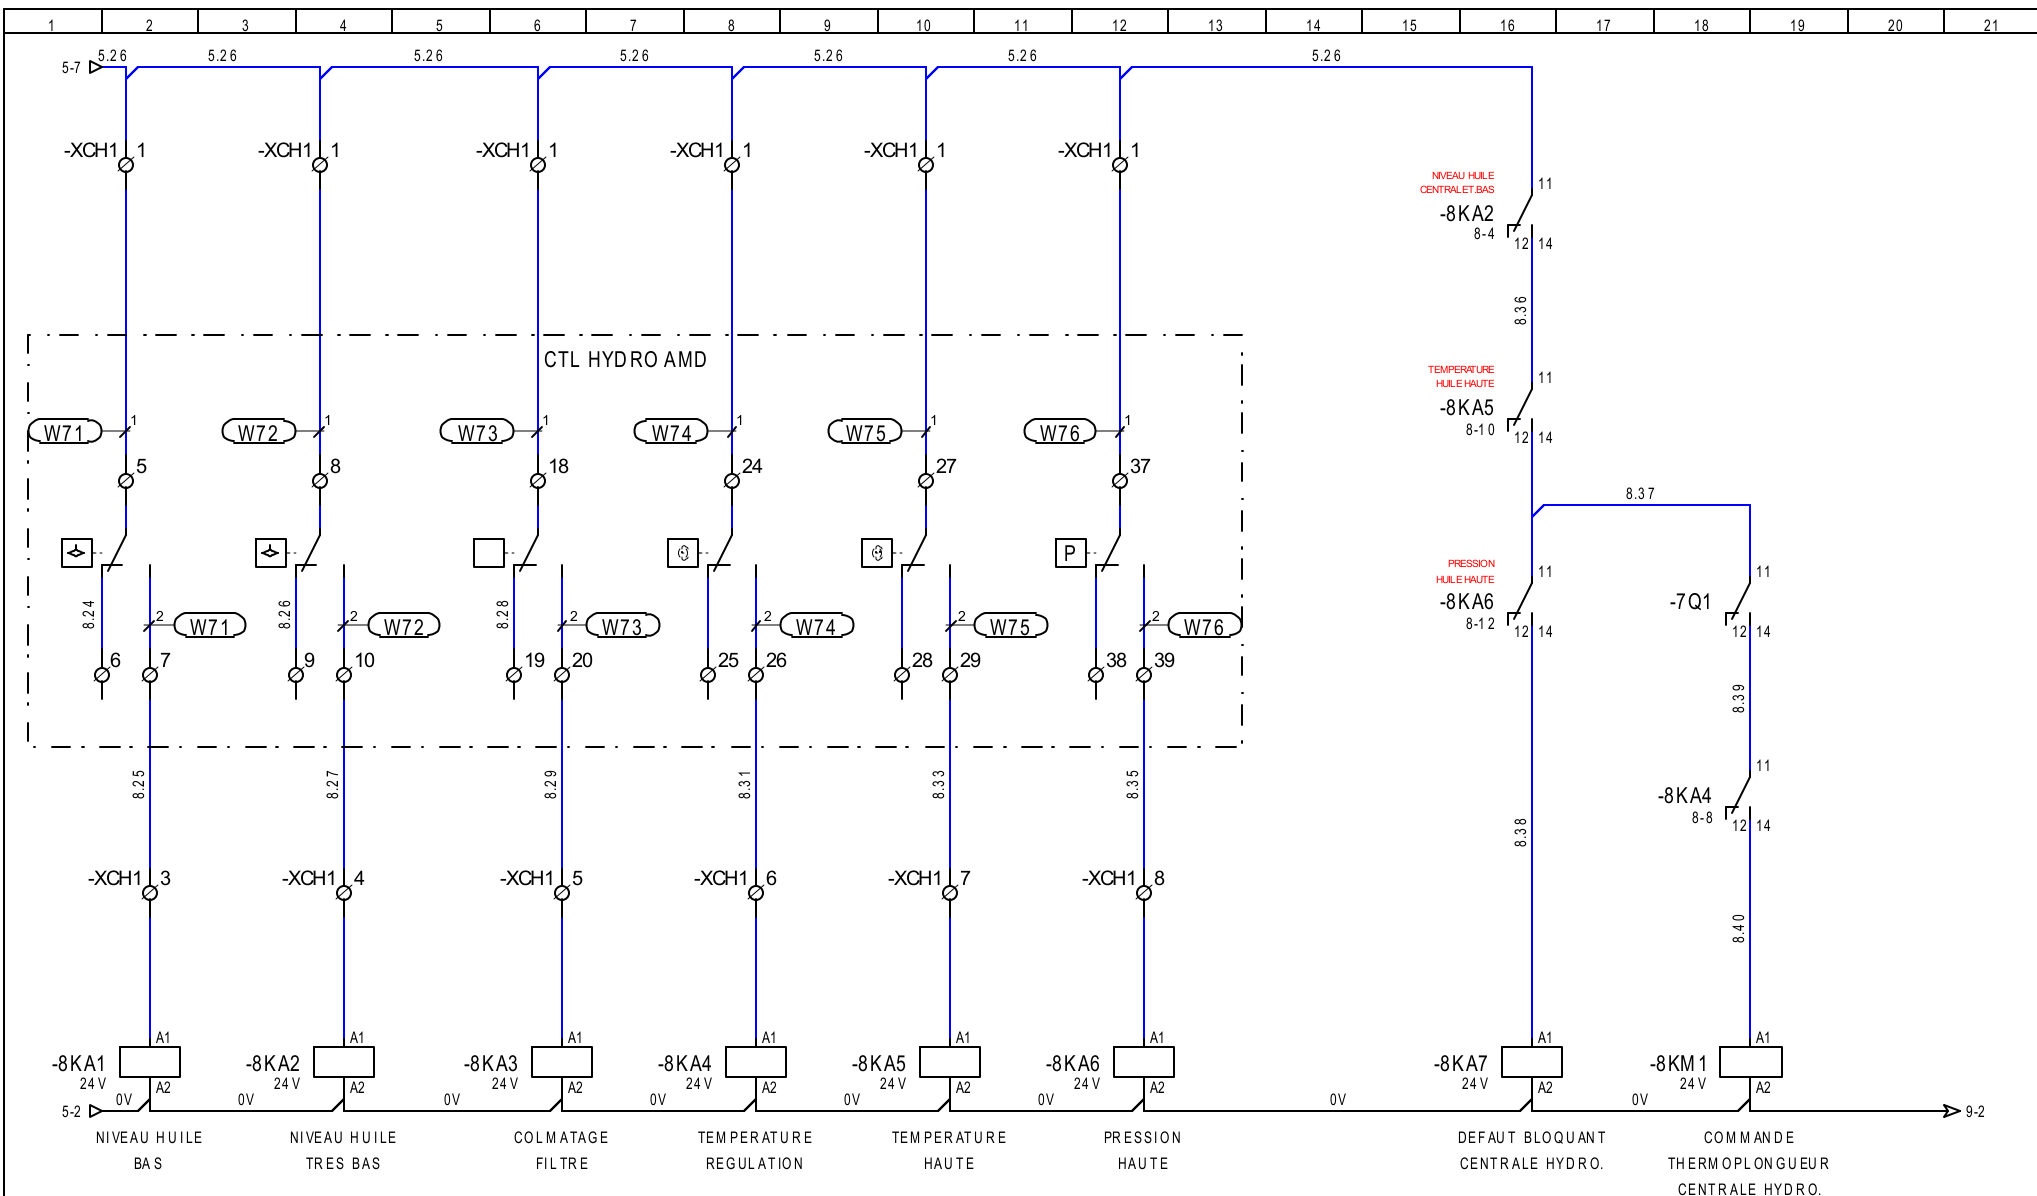 1 2 3 4 5 6 7 8 9 10 11 12 13 14 15 16 17 18 19 20 21
5-7 5.26 5.26 5.26 5.26 5.26 5.26 5.26
-XCH1 1 -XCH1 1 -XCH1 1 -XCH1 1 -XCH1 1 -XCH1 1
NIVEAU HUILE
CENTRALE T.BAS
11
-8KA2
8-4
12 14
8.36
CTL HYDRO AMD
TEMPERATURE
HUILE HAUTE
11
-8KA5
8-10
12 14
W71 1 W72 1 W73 1 W74 1 W75 1 W76 1
5 8 18 24 27 37
8.37
P
PRESSION
HUILE HAUTE
11 11
-8KA6 -7Q1
8-12
12 14 12 14
8.24 8.26 8.28
2 W71 2 W72 2 W73 2 W74 2 W75 2 W76
6 7 9 10 19 20 25 26 28 29 38 39
8.39
8.25 8.27 8.29 8.31 8.33 8.35
11
-8KA4
8-8
12 14
8.38
-XCH1 3 -XCH1 4 -XCH1 5 -XCH1 6 -XCH1 7 -XCH1 8
8.40
A1 A1 A1 A1 A1 A1 A1 A1
-8KA1 -8KA2 -8KA3 -8KA4 -8KA5 -8KA6 -8KA7 -8KM1
24V 24V 24V 24V 24V 24V 24V 24V
A2 A2 A2 A2 A2 A2 A2 A2
5-2 0V 0V 0V 0V 0V 0V 0V 0V 9-2
NIVEAU HUILE
BAS
NIVEAU HUILE
TRES BAS
COLMATAGE
FILTRE
TEMPERATURE
REGULATION
TEMPERATURE
HAUTE
PRESSION
HAUTE
DEFAUT BLOQUANT
CENTRALE HYDRO.
COMMANDE
THERMOPLONGUEUR
CENTRALE HYDRO.